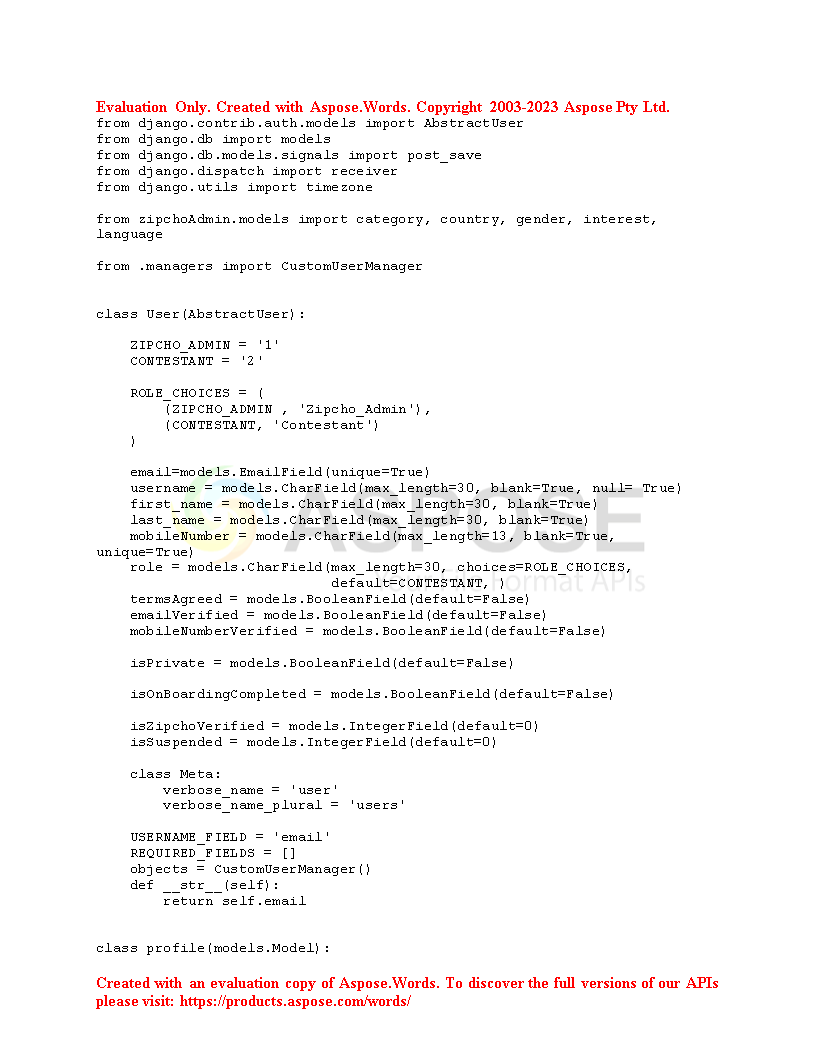 Evaluation Only. Created with Aspose.Words. Copyright 2003-2023 Aspose Pty Ltd.
from django.contrib.auth.models import AbstractUser
from django.db import models
from django.db.models.signals import post_save
from django.dispatch import receiver
from django.utils import timezone

from zipchoAdmin.models import category, country, gender, interest,
language

from .managers import CustomUserManager


class User(AbstractUser):

    ZIPCHO_ADMIN = '1'
    CONTESTANT = '2'

    ROLE_CHOICES = (
        (ZIPCHO_ADMIN , 'Zipcho_Admin'),
        (CONTESTANT, 'Contestant')
    )

    email=models.EmailField(unique=True)
    username = models.CharField(max_length=30, blank=True, null= True)
    first_name = models.CharField(max_length=30, blank=True)
    last_name = models.CharField(max_length=30, blank=True)
    mobileNumber = models.CharField(max_length=13, blank=True,
unique=True)
    role = models.CharField(max_length=30, choices=ROLE_CHOICES,
                            default=CONTESTANT, )
    termsAgreed = models.BooleanField(default=False)
    emailVerified = models.BooleanField(default=False)
    mobileNumberVerified = models.BooleanField(default=False)

    isPrivate = models.BooleanField(default=False)

    isOnBoardingCompleted = models.BooleanField(default=False)

    isZipchoVerified = models.IntegerField(default=0)
    isSuspended = models.IntegerField(default=0)

    class Meta:
        verbose_name = 'user'
        verbose_name_plural = 'users'

    USERNAME_FIELD = 'email'
    REQUIRED_FIELDS = []
    objects = CustomUserManager()
    def __str__(self):
        return self.email


class profile(models.Model):

Created with an evaluation copy of Aspose.Words. To discover the full versions of our APIs
please visit: https://products.aspose.com/words/
ASPOSE
Format APIs